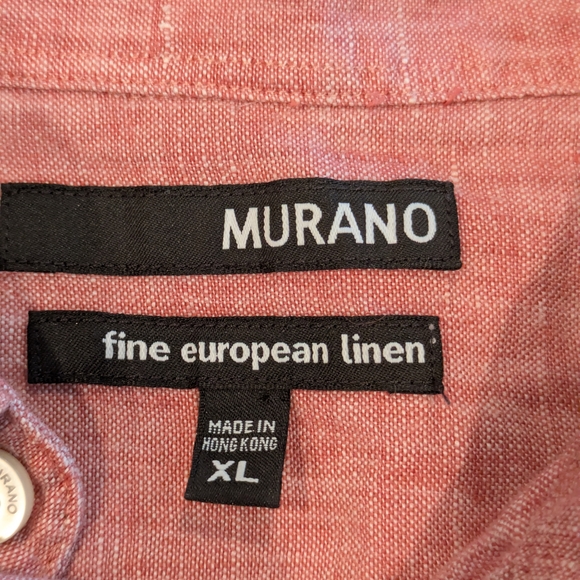 MURANO
fine european linen
MADE IN
HONG KONG
XL